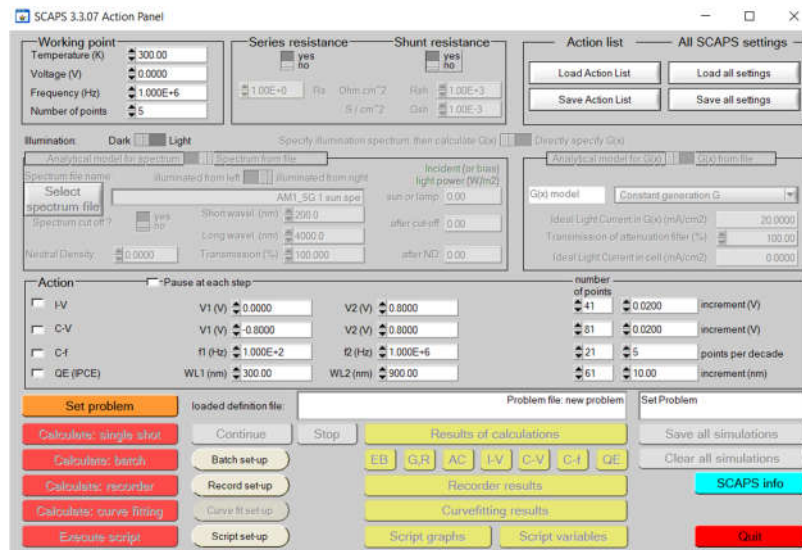 SCAPS 3.3.07 Action Panel
Working point
Temperature (K) 300.00
Voltage (V) 0.0000
Frequency (Hz) 1.000E+6
Number of points 5
Series resistance Shunt resistance
yes
no
yes
no
1.00E+0 Rs Ohm.cm^2 Rsh 1.00E+3
S / cm^2 Gsh 1.00E-3
Action list All SCAPS settings
Load Action List Load all settings
Save Action List Save all settings
Illumination: Dark Light Specify illumination spectrum, then calculate G(x) Directly specify G(x)
Analytical model for spectrum Spectrum from file
Spectrum file name illuminated from left illuminated from right
Incident (or bias)
light power (W/m2)
Select
spectrum file
AM1_5G 1 sun.spe
sun or lamp 0.00
Spectrum cut off ? yes
no
Short wavel. (nm) 200.0
after cut-off 0.00
Long wavel. (nm) 4000.0
Neutral Density 0.0000 Transmission (%) 100.000 after ND 0.00
Analytical model for G(x) G(x) from file
G(x) model Constant generation G
Ideal Light Current in G(x) (mA/cm2) 20.0000
Transmission of attenuation filter (%) 100.00
Ideal Light Current in cell (mA/cm2) 0.0000
Action Pause at each step number
of points
I-V V1 (V) 0.0000 V2 (V) 0.8000 41 0.0200 increment (V)
C-V V1 (V) -0.8000 V2 (V) 0.8000 81 0.0200 increment (V)
C-f f1 (Hz) 1.000E+2 f2 (Hz) 1.000E+6 21 5 points per decade
QE (IPCE) WL1 (nm) 300.00 WL2 (nm) 900.00 61 10.00 increment (nm)
Set problem loaded definition file: Problem file: new problem Set Problem
Calculate: single shot Continue Stop Results of calculations Save all simulations
Calculate: batch Batch set-up EB G,R AC I-V C-V C-f QE Clear all simulations
Calculate: recorder Record set-up Recorder results SCAPS info
Calculate: curve fitting Curve fit set-up Curvefitting results
Execute script Script set-up Script graphs Script variables Quit